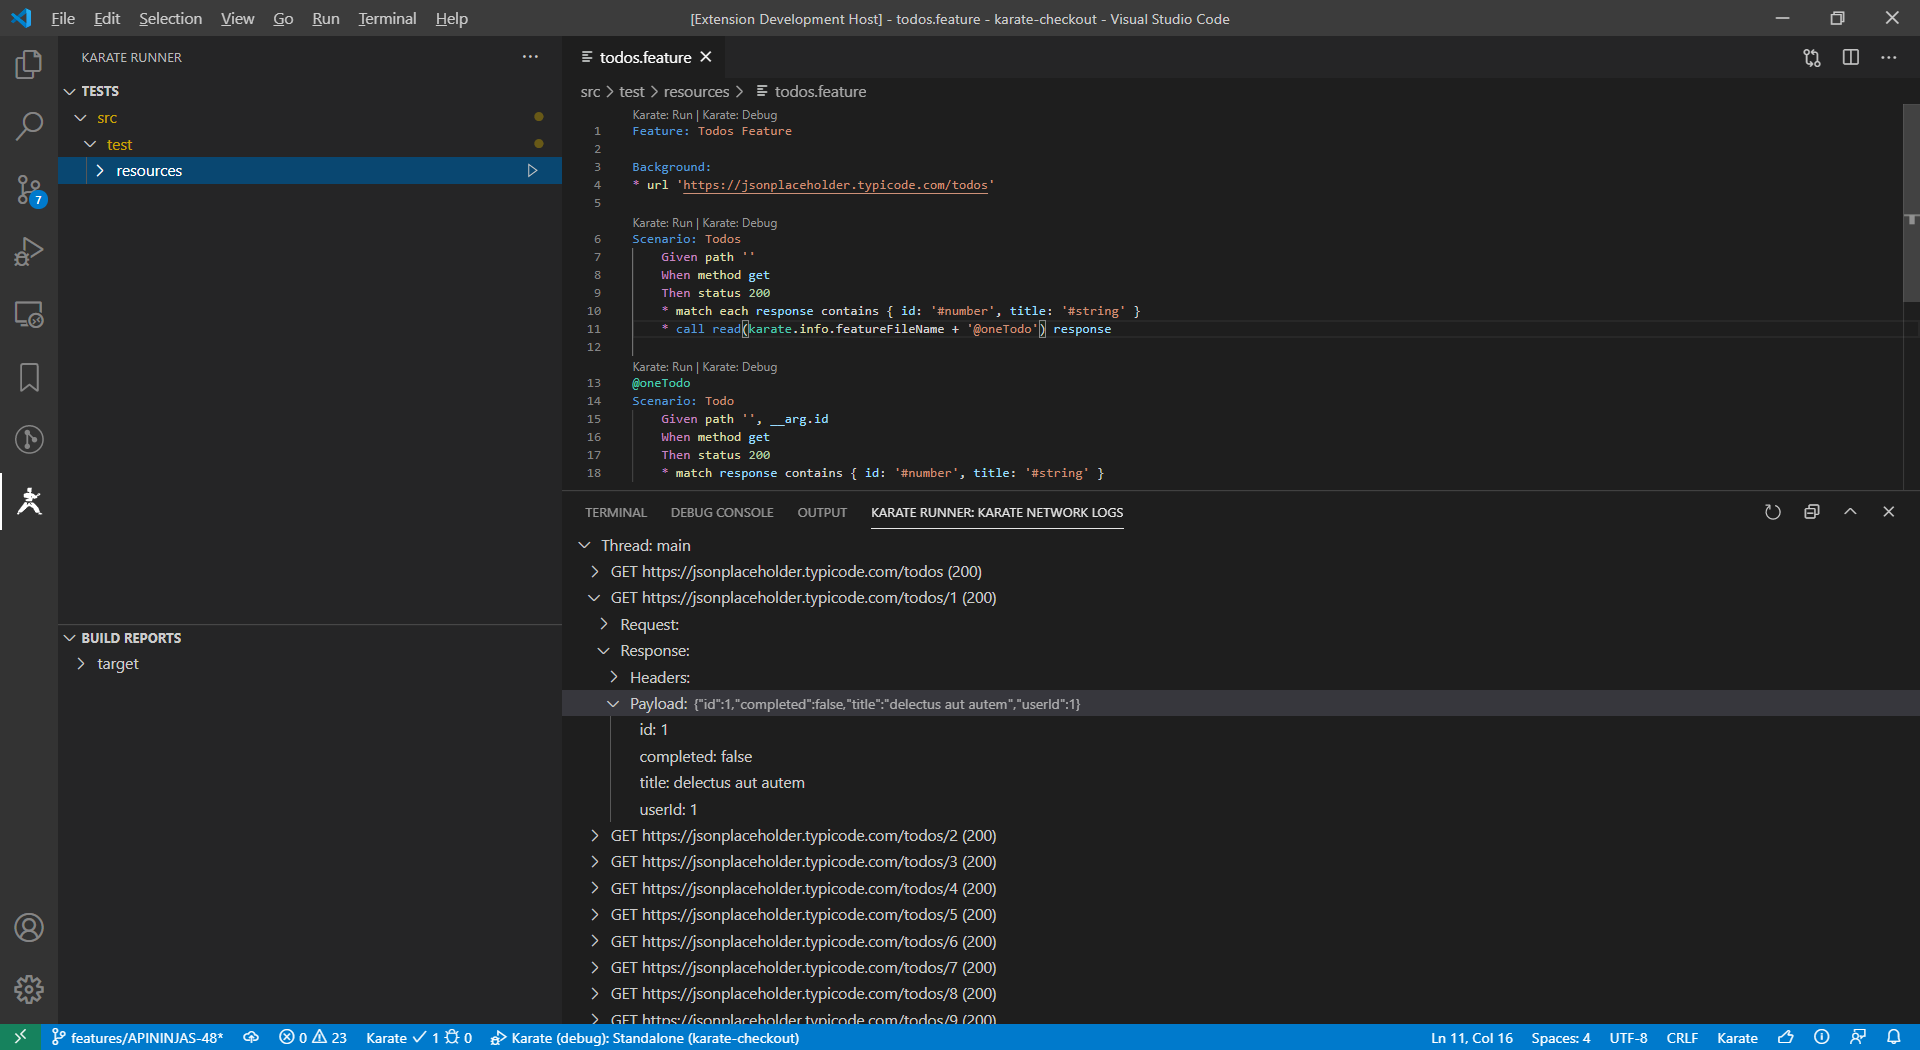 File Edit Selection View Go Run Terminal Help [Extension Development Host] - todos.feature - karate-checkout - Visual Studio Code
KARATE RUNNER
TESTS
src
test
resources
7
BUILD REPORTS
target
todos.feature
src > test > resources > todos.feature
Karate: Run | Karate: Debug
1 Feature: Todos Feature
2
3 Background:
4 * url 'https://jsonplaceholder.typicode.com/todos'
5
Karate: Run | Karate: Debug
6 Scenario: Todos
7 Given path ''
8 When method get
9 Then status 200
10 * match each response contains { id: '#number', title: '#string' }
11 * call read(karate.info.featureFileName + '@oneTodo') response
12
Karate: Run | Karate: Debug
13 @oneTodo
14 Scenario: Todo
15 Given path '', __arg.id
16 When method get
17 Then status 200
18 * match response contains { id: '#number', title: '#string' }
TERMINAL DEBUG CONSOLE OUTPUT KARATE RUNNER: KARATE NETWORK LOGS
Thread: main
GET https://jsonplaceholder.typicode.com/todos (200)
GET https://jsonplaceholder.typicode.com/todos/1 (200)
Request:
Response:
Headers:
Payload: {"id":1,"completed":false,"title":"delectus aut autem","userId":1}
id: 1
completed: false
title: delectus aut autem
userId: 1
GET https://jsonplaceholder.typicode.com/todos/2 (200)
GET https://jsonplaceholder.typicode.com/todos/3 (200)
GET https://jsonplaceholder.typicode.com/todos/4 (200)
GET https://jsonplaceholder.typicode.com/todos/5 (200)
GET https://jsonplaceholder.typicode.com/todos/6 (200)
GET https://jsonplaceholder.typicode.com/todos/7 (200)
GET https://jsonplaceholder.typicode.com/todos/8 (200)
GET https://jsonplaceholder.typicode.com/todos/9 (200)
features/APININJAS-48* 0 23 Karate ✓ 1 0 Karate (debug): Standalone (karate-checkout) Ln 11, Col 16 Spaces: 4 UTF-8 CRLF Karate